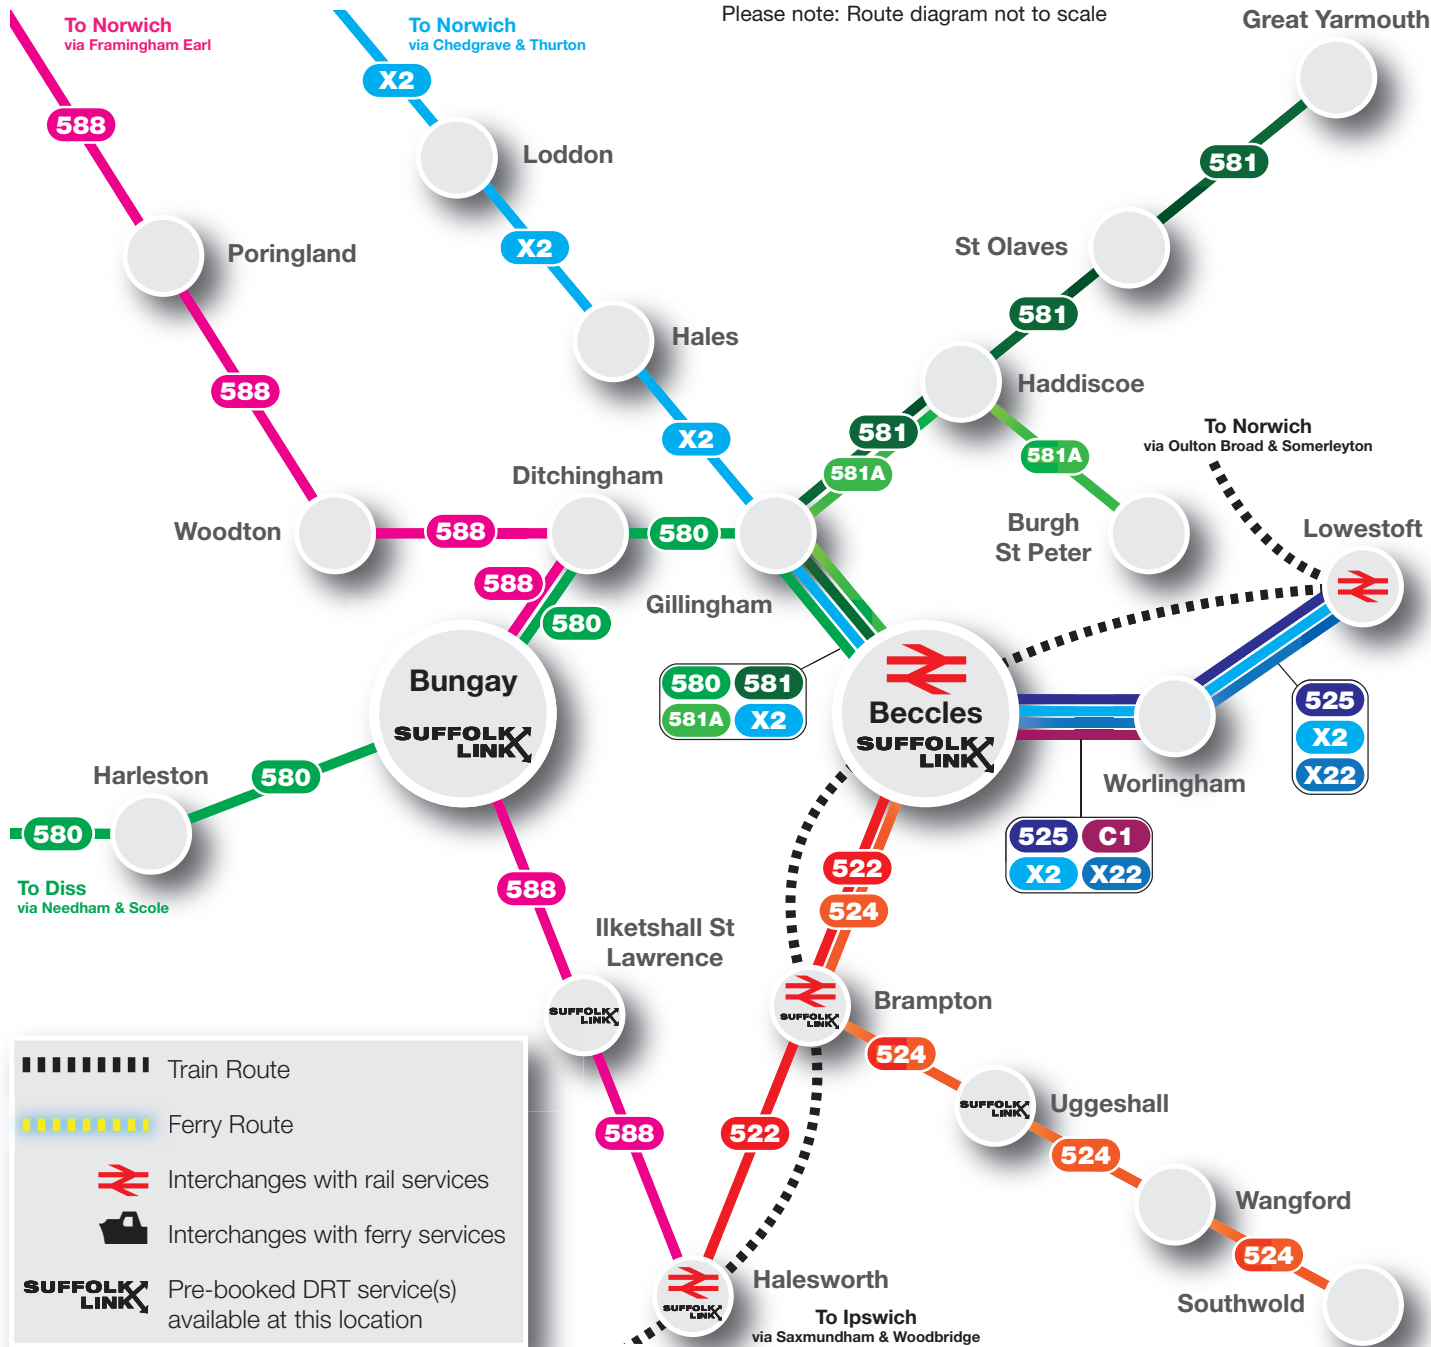 Please note: Route diagram not to scale
To Norwich
via Framingham Earl
To Norwich
via Chedgrave & Thurton
Great Yarmouth
X2
588
Loddon
581
Poringland
X2
St Olaves
581
Hales
Haddiscoe
588
X2
581
581A
581A
To Norwich
via Oulton Broad & Somerleyton
Ditchingham
Woodton
588
580
Burgh
St Peter
Lowestoft
588
580
Gillingham
Bungay
SUFFOLK
LINK
580
581
581A
X2
Beccles
SUFFOLK
LINK
525
X2
X22
Worlingham
Harleston
580
580
525
C1
X2
X22
To Diss
via Needham & Scole
588
522
524
Ilketshall St
Lawrence
SUFFOLK
LINK
SUFFOLK
LINK
Brampton
524
SUFFOLK
LINK
Uggeshall
588
522
524
Wangford
524
Southwold
Halesworth
SUFFOLK
LINK
To Ipswich
via Saxmundham & Woodbridge
Train Route
Ferry Route
Interchanges with rail services
Interchanges with ferry services
SUFFOLK
LINK
Pre-booked DRT service(s)
available at this location